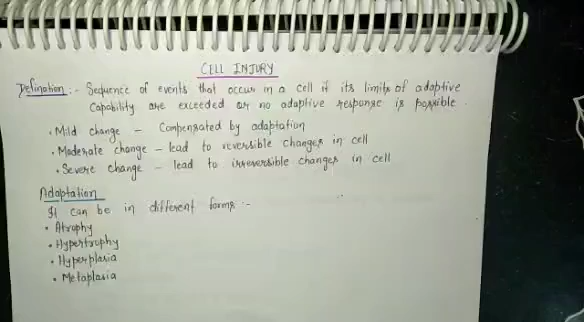 CELL INJURY
Defination :- Sequence of events that occur in a cell if its limits of adaptive
Capability are exceeded or no adaptive response is possible.
• Mild change - Compensated by adaptation
• Moderate change - lead to reversible changes in cell
• Severe change - lead to irreversible changes in cell
Adaptation
It can be in different forms :-
• Atrophy
• Hypertrophy
• Hyperplasia
• Metaplasia